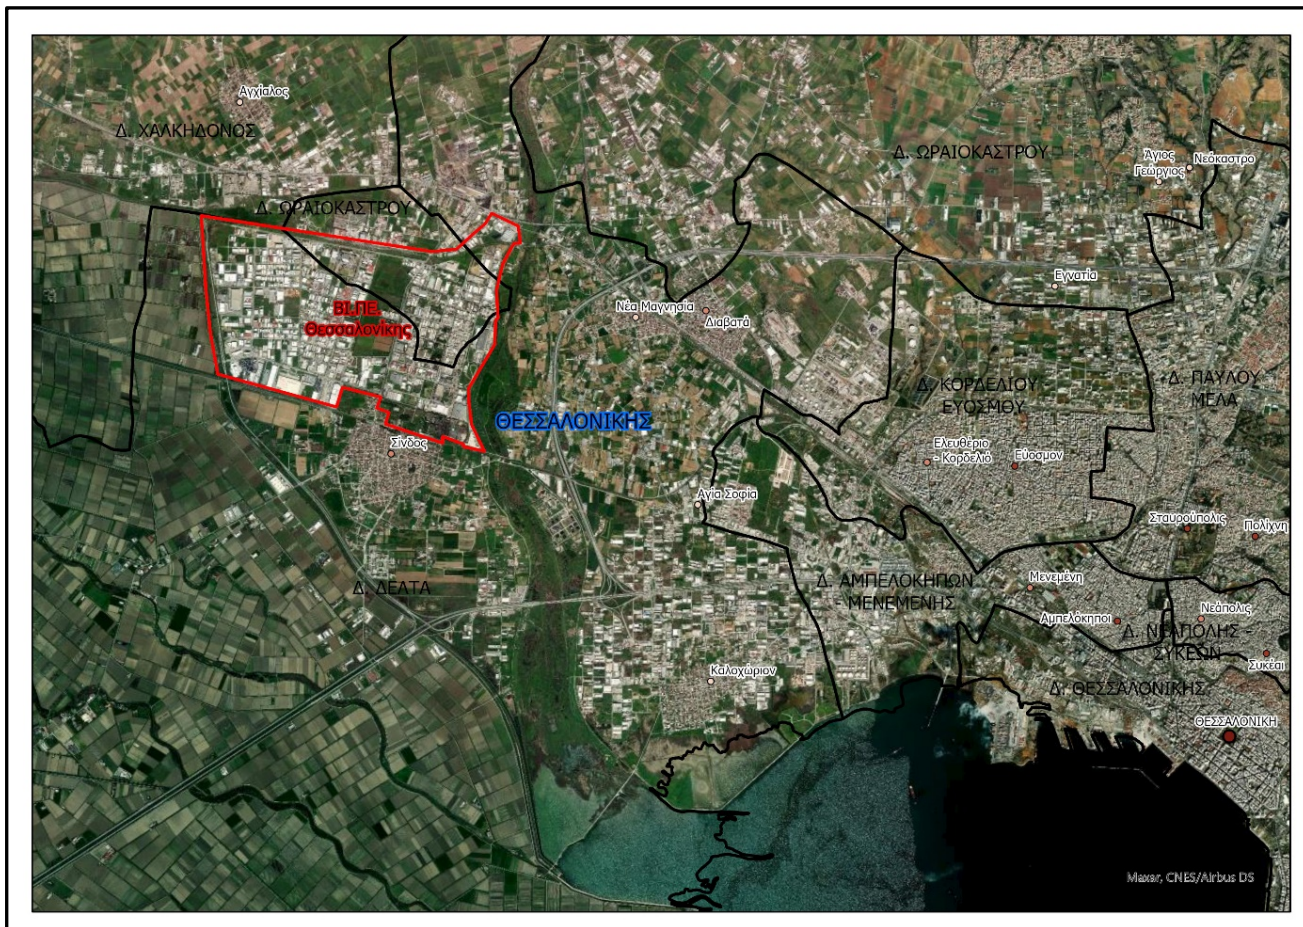 Αγχίαλος
Δ. ΧΑΛΚΗΔΟΝΟΣ
Δ. ΩΡΑΙΟΚΑΣΤΡΟΥ
Άγιος
Γεώργιος
Νεόκαστρο
Δ. ΩΡΑΙΟΚΑΣΤΡΟΥ
Εγνατία
ΒΙ.ΠΕ.
Θεσσαλονίκης
Νέα Μαγνησία
Διαβατά
Δ. ΚΟΡΔΕΛΙΟΥ
ΕΥΟΣΜΟΥ
Δ. ΠΑΥΛΟΥ
ΜΕΛΑ
ΘΕΣΣΑΛΟΝΙΚΗΣ
Σίνδος
Ελευθέριο
- Κορδελιό
Εύοσμον
Αγία Σοφία
Σταυρούπολις
Πολίχνη
Δ. ΔΕΛΤΑ
Δ. ΑΜΠΕΛΟΚΗΠΩΝ
- ΜΕΝΕΜΕΝΗΣ
Μενεμένη
Αμπελόκηποι
Νεάπολις
Δ. ΝΕΑΠΟΛΗΣ -
ΣΥΚΕΩΝ
Συκέαι
Καλοχώριον
Δ. ΘΕΣΣΑΛΟΝΙΚΗΣ
ΘΕΣΣΑΛΟΝΙΚΗ
Maxar, CNES/Airbus DS